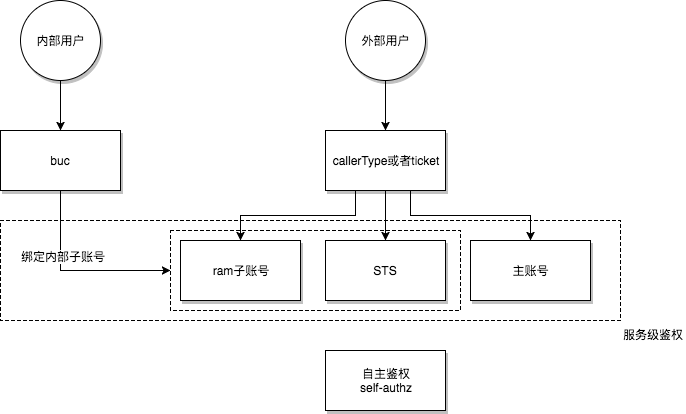 内部用户
外部用户
buc
callerType或者ticket
绑定内部子账号
ram子账号
STS
主账号
服务级鉴权
自主鉴权
self-authz